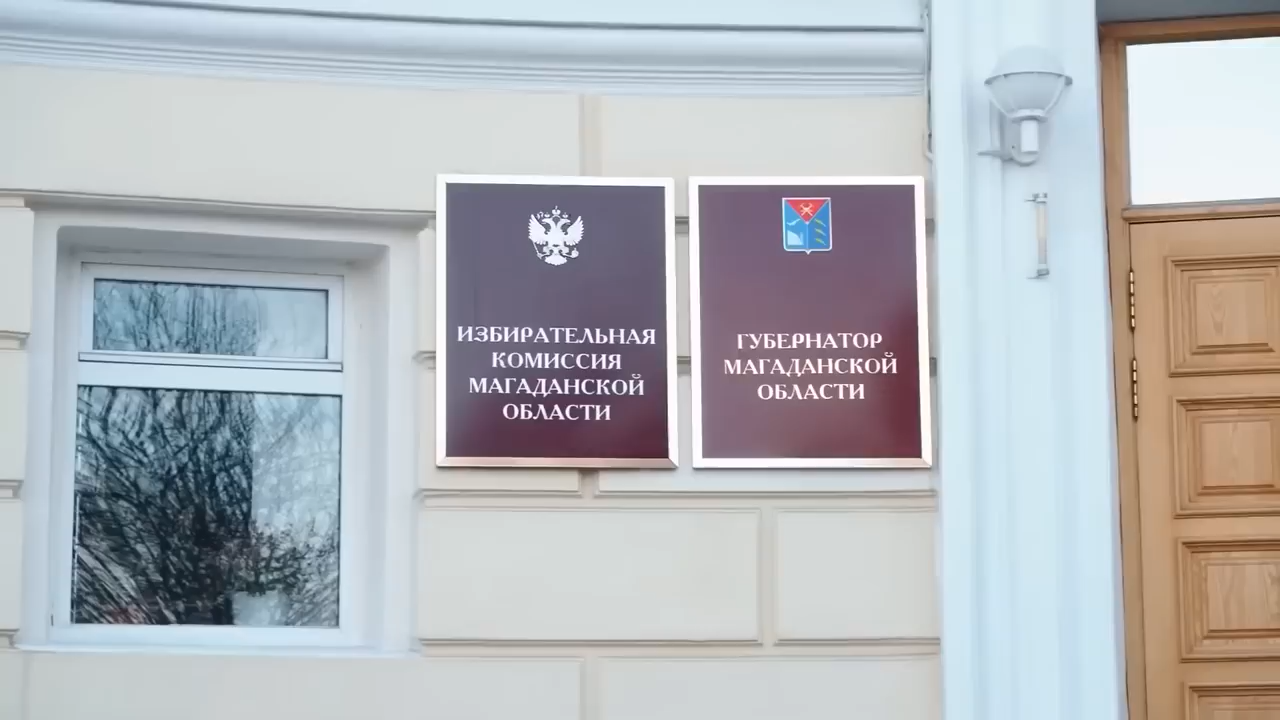 ИЗБИРАТЕЛЬНАЯ
КОМИССИЯ
МАГАДАНСКОЙ
ОБЛАСТИ
ГУБЕРНАТОР
МАГАДАНСКОЙ
ОБЛАСТИ